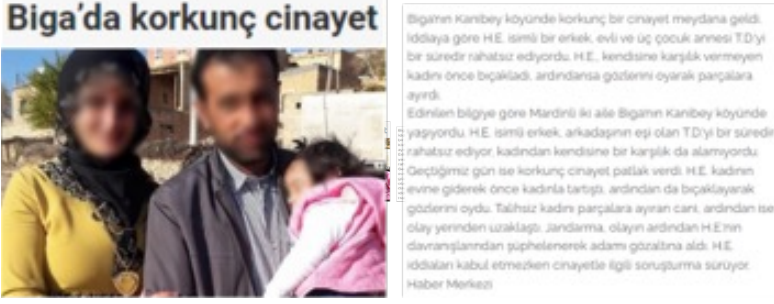 Biga'da korkunç cinayet
Biga'nın Kanibey köyünde korkunç bir cinayet meydana geldi.
İddiaya göre H.E. isimli bir erkek, evli ve üç çocuk annesi T.D'yi
bir süredir rahatsız ediyordu. H.E., kendisine karşılık vermeyen
kadını önce bıçakladı, ardındansa gözlerini oyarak parçalara
ayırdı.
Edinilen bilgiye göre Mardinli iki aile Biga'nın Kanibey köyünde
yaşıyordu. H.E. isimli erkek, arkadaşının eşi olan T.D'yi bir süredir
rahatsız ediyor, kadından kendisine bir karşılık da alamıyordu.
Geçtiğimiz gün ise korkunç cinayet patlak verdi. H.E. kadının
evine giderek önce kadınla tartıştı, ardından da bıçaklayarak
gözlerini oydu. Talihsiz kadını parçalara ayıran cani, ardından ise
olay yerinden uzaklaştı. Jandarma, olayın ardından H.E'nin
davranışlarından şüphelenerek adamı gözaltına aldı. H.E.
iddiaları kabul etmezken cinayetle ilgili soruşturma sürüyor.
Haber Merkezi